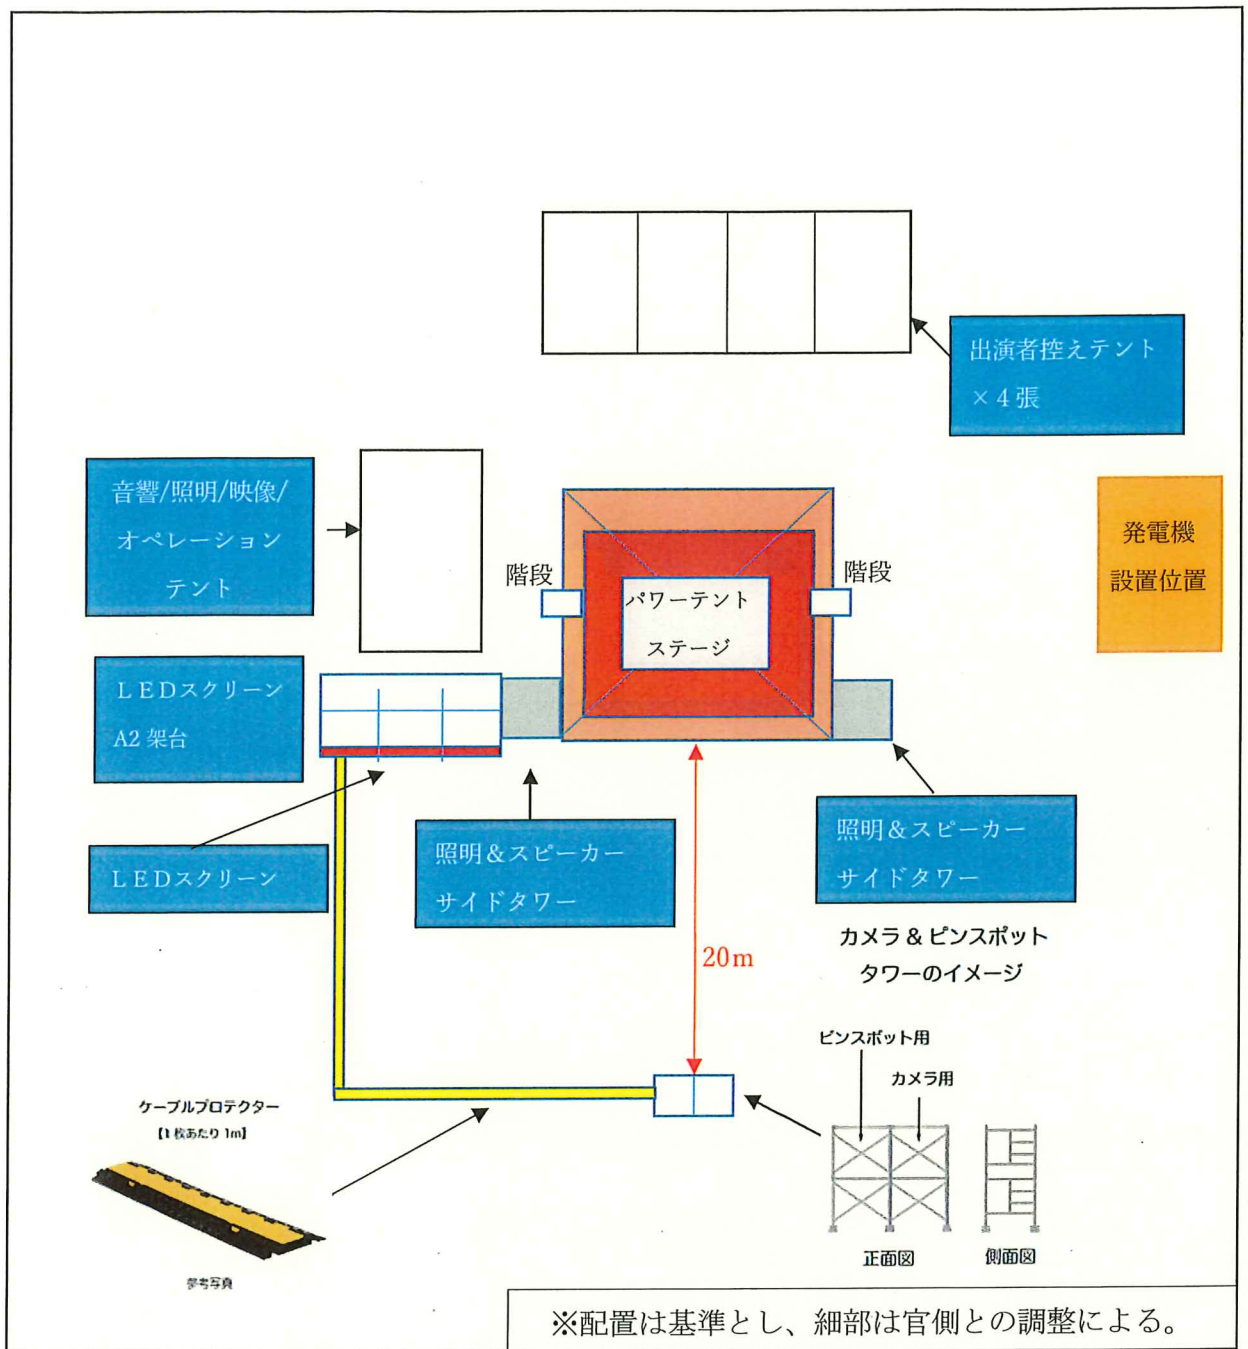 出演者控えテント
×4張
音響/照明/映像/
オペレーション
テント
発電機
設置位置
階段
階段
パワーテント
ステージ
LEDスクリーン
A2 架台
LEDスクリーン
照明&スピーカー
サイドタワー
照明&スピーカー
サイドタワー
カメラ & ピンスポット
タワーのイメージ
20m
ピンスポット用
カメラ用
ケーブルプロテクター
【1 枚あたり 1m】
参考写真
正面図
側面図
※配置は基準とし、細部は官側との調整による。